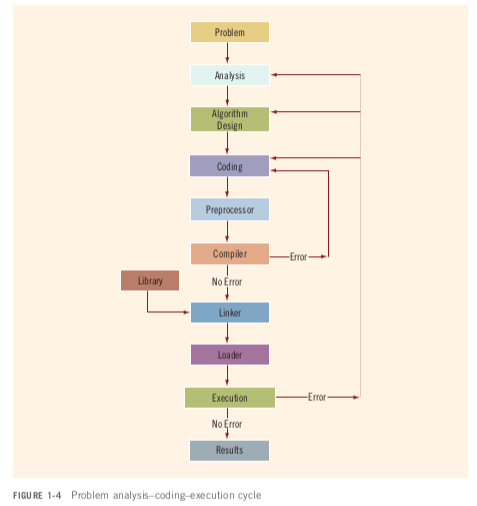 Problem
Analysis
Algorithm
Design
Coding
Preprocessor
Compiler
Error
Library
No Error
Linker
Loader
Execution
Error
No Error
Results
FIGURE 1-4 Problem analysis–coding–execution cycle